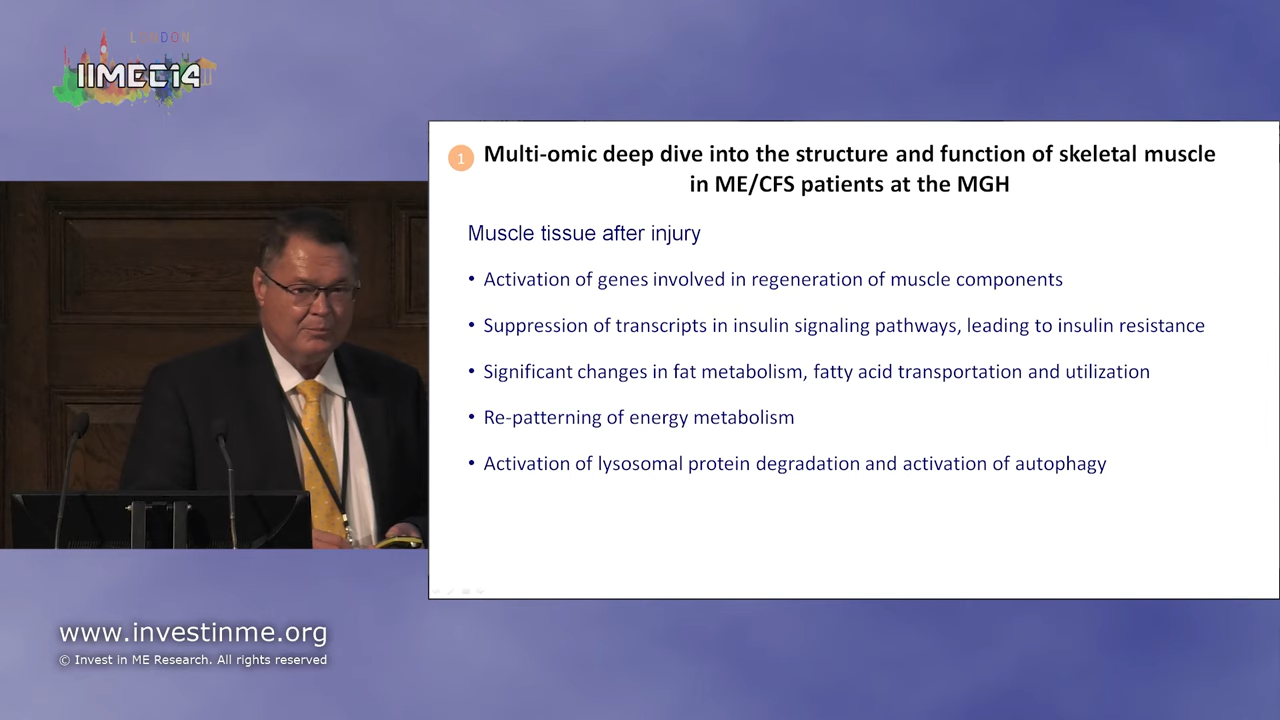 LONDON
IIMEC14
1 Multi-omic deep dive into the structure and function of skeletal muscle
in ME/CFS patients at the MGH
Muscle tissue after injury
• Activation of genes involved in regeneration of muscle components
• Suppression of transcripts in insulin signaling pathways, leading to insulin resistance
• Significant changes in fat metabolism, fatty acid transportation and utilization
• Re-patterning of energy metabolism
• Activation of lysosomal protein degradation and activation of autophagy
www.investinme.org
© Invest in ME Research. All rights reserved